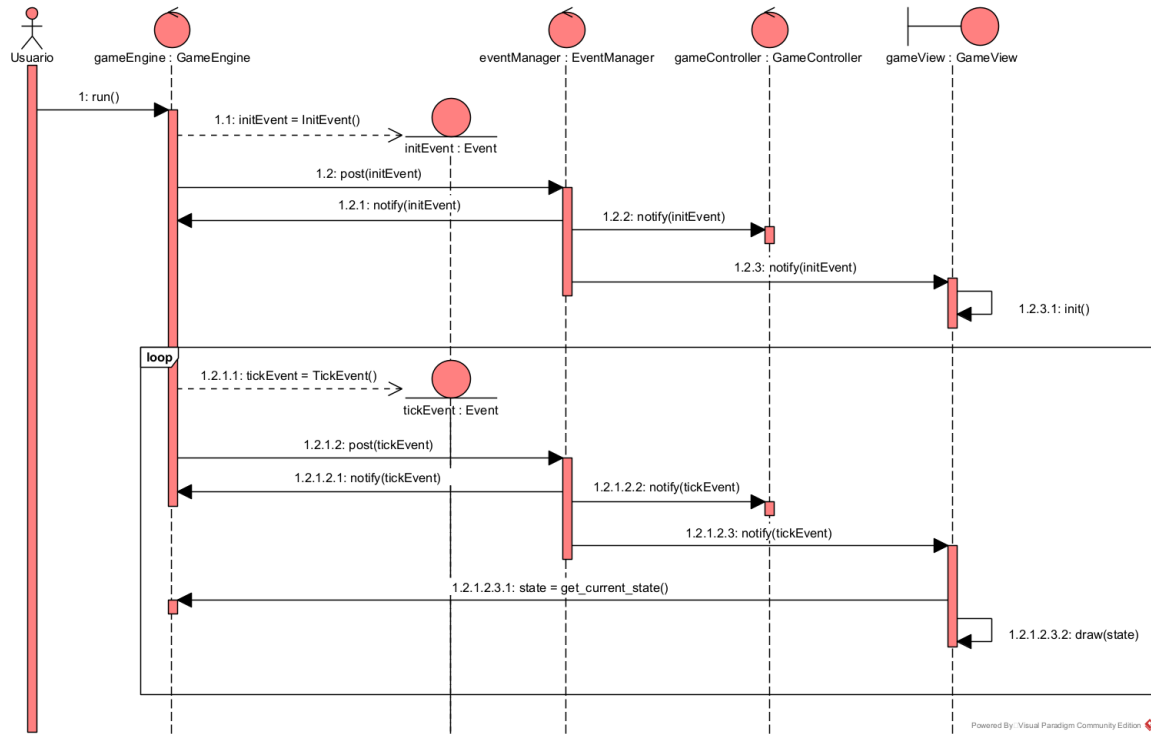 Usuario
gameEngine : GameEngine
eventManager : EventManager
gameController : GameController
gameView : GameView
1: run()
1.1: initEvent = InitEvent()
initEvent : Event
1.2: post(initEvent)
1.2.1: notify(initEvent)
1.2.2: notify(initEvent)
1.2.3: notify(initEvent)
1.2.3.1: init()
loop
1.2.1.1: tickEvent = TickEvent()
tickEvent : Event
1.2.1.2: post(tickEvent)
1.2.1.2.1: notify(tickEvent)
1.2.1.2.2: notify(tickEvent)
1.2.1.2.3: notify(tickEvent)
1.2.1.2.3.1: state = get_current_state()
1.2.1.2.3.2: draw(state)
Powered By Visual Paradigm Community Edition